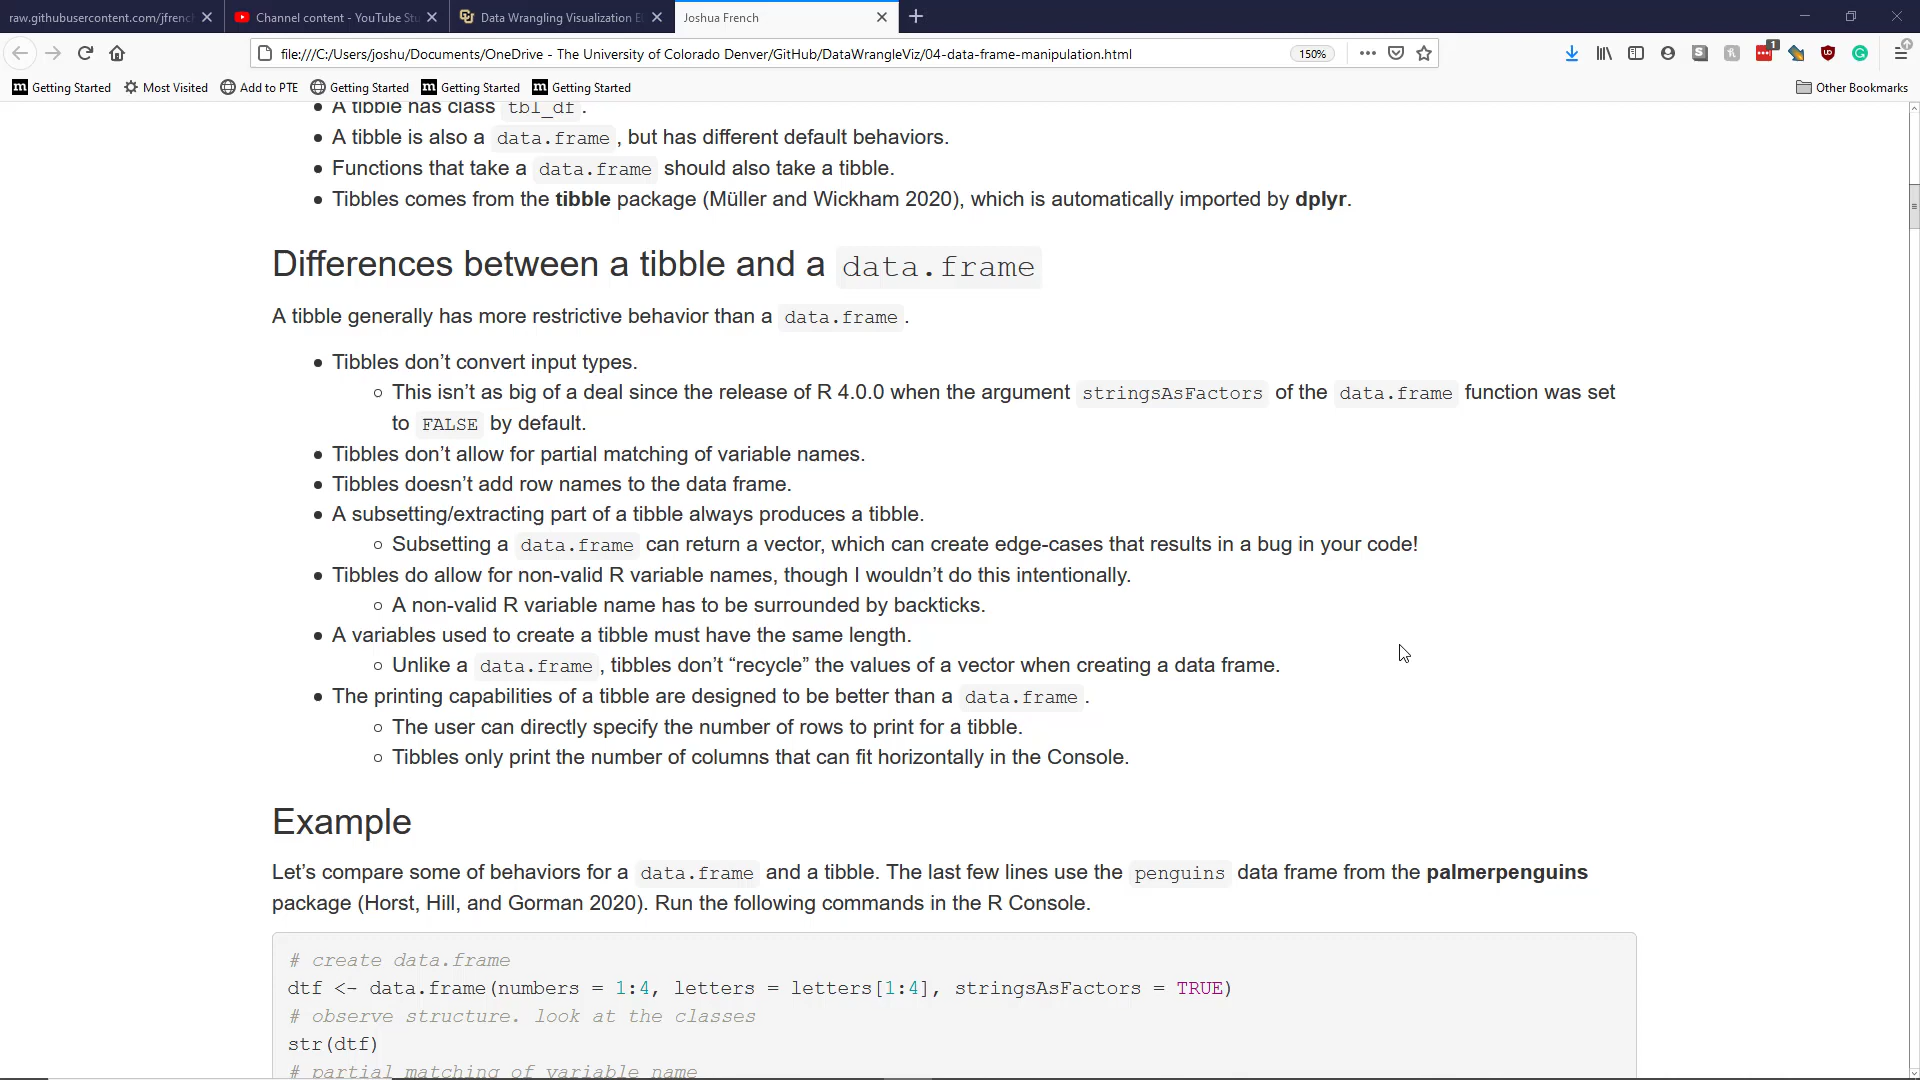 raw.githubusercontent.com/jfrenc
Channel content - YouTube Stu
Data Wrangling Visualization E
Joshua French
file:///C:/Users/joshu/Documents/OneDrive - The University of Colorado Denver/GitHub/DataWrangleViz/04-data-frame-manipulation.html
150%
1
Getting Started
Most Visited
Add to PTE
Getting Started
Getting Started
Getting Started
Other Bookmarks
A tibble has class tbl_df.
A tibble is also a data.frame, but has different default behaviors.
Functions that take a data.frame should also take a tibble.
Tibbles comes from the tibble package (Müller and Wickham 2020), which is automatically imported by dplyr.
Differences between a tibble and a data.frame
A tibble generally has more restrictive behavior than a data.frame.
Tibbles don’t convert input types.
This isn’t as big of a deal since the release of R 4.0.0 when the argument stringsAsFactors of the data.frame function was set
to FALSE by default.
Tibbles don’t allow for partial matching of variable names.
Tibbles doesn’t add row names to the data frame.
A subsetting/extracting part of a tibble always produces a tibble.
Subsetting a data.frame can return a vector, which can create edge-cases that results in a bug in your code!
Tibbles do allow for non-valid R variable names, though I wouldn’t do this intentionally.
A non-valid R variable name has to be surrounded by backticks.
A variables used to create a tibble must have the same length.
Unlike a data.frame, tibbles don’t “recycle” the values of a vector when creating a data frame.
The printing capabilities of a tibble are designed to be better than a data.frame.
The user can directly specify the number of rows to print for a tibble.
Tibbles only print the number of columns that can fit horizontally in the Console.
Example
Let’s compare some of behaviors for a data.frame and a tibble. The last few lines use the penguins data frame from the palmerpenguins
package (Horst, Hill, and Gorman 2020). Run the following commands in the R Console.
# create data.frame
dtf <- data.frame(numbers = 1:4, letters = letters[1:4], stringsAsFactors = TRUE)
# observe structure. look at the classes
str(dtf)
# partial matching of variable name